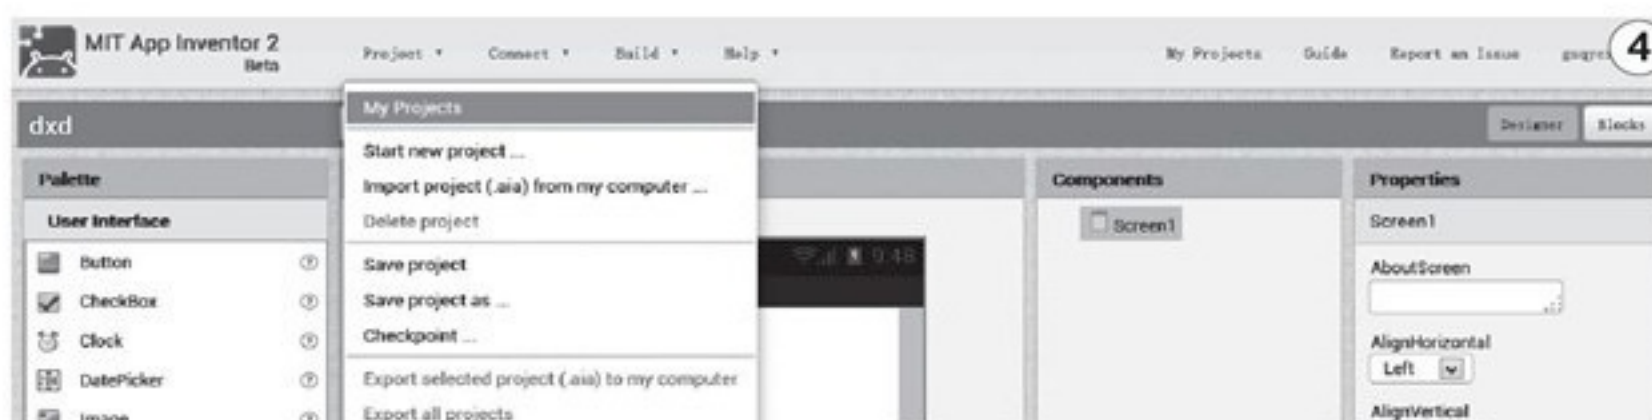 MIT App Inventor 2
Beta
Project Connect Build Help My Projects Guide Report an Issue
4
dxd
Designer Blocks
My Projects
Start new project ...
Import project (.aia) from my computer ...
Delete project
Save project
Save project as ...
Checkpoint ...
Export selected project (.aia) to my computer
Export all projects
Palette
User Interface
Button
CheckBox
Clock
DatePicker
Image
9:48
Components
Screen1
Properties
Screen1
AboutScreen
AlignHorizontal
Left
AlignVertical